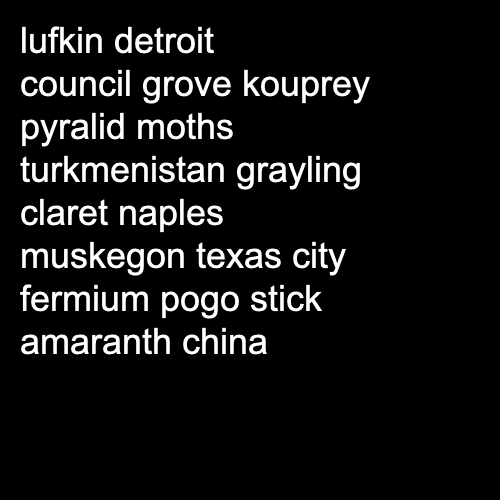 lufkin detroit
council grove kouprey
pyralid moths
turkmenistan grayling
claret naples
muskegon texas city
fermium pogo stick
amaranth china